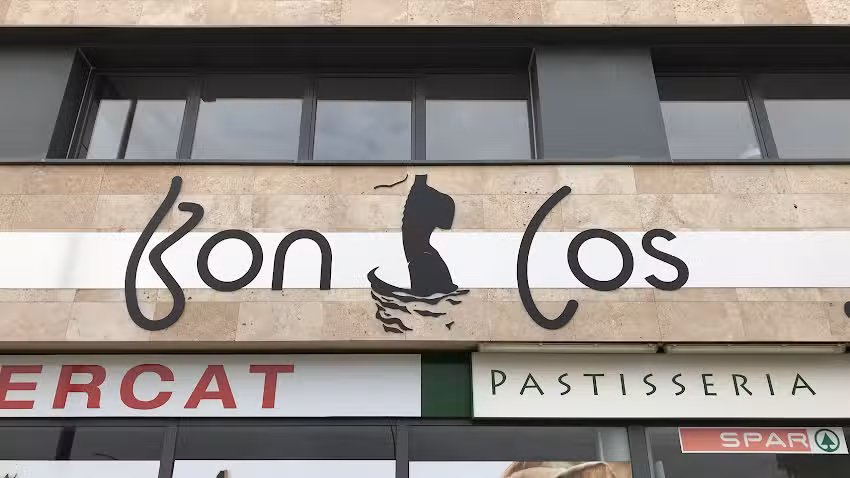 Bon Cos
ERCAT
PASTISSERIA
SPAR